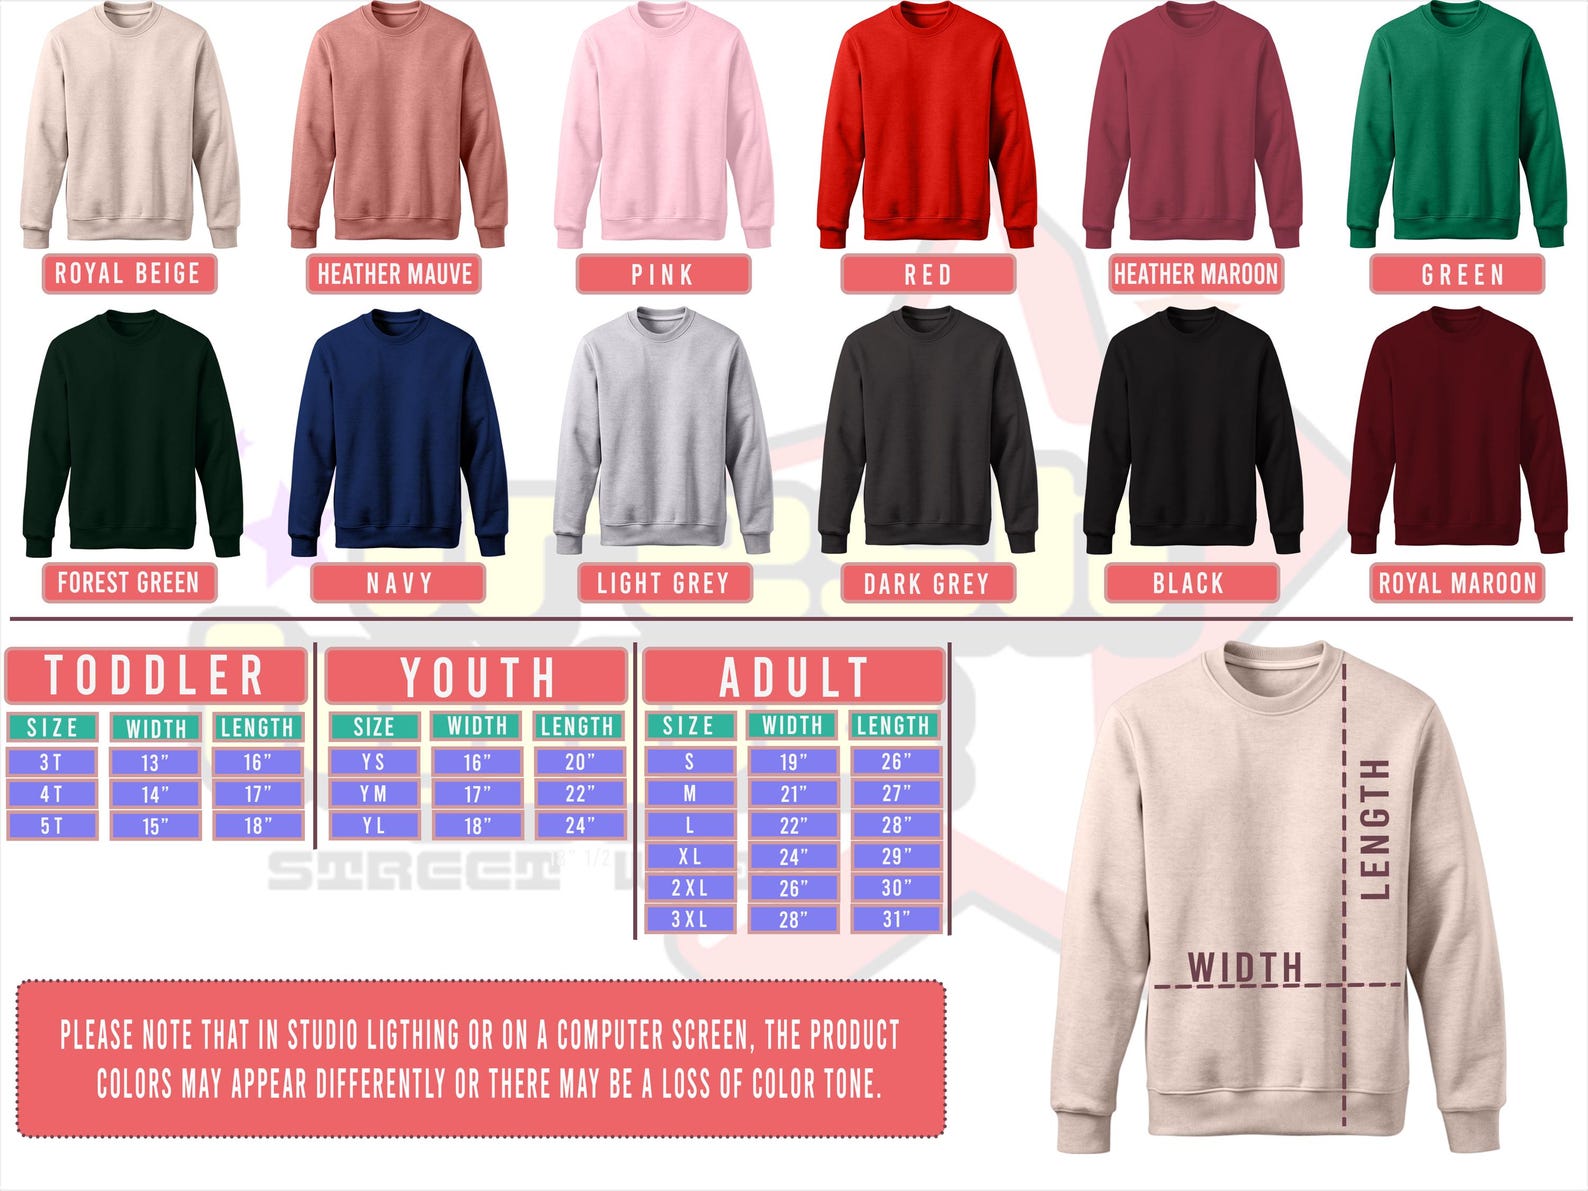 ROYAL BEIGE
HEATHER MAUVE
PINK
RED
HEATHER MAROON
GREEN
FOREST GREEN
NAVY
LIGHT GREY
DARK GREY
BLACK
ROYAL MAROON
TODDLER
SIZE WIDTH LENGTH
3T 13” 16”
4T 14” 17”
5T 15” 18”
YOUTH
SIZE WIDTH LENGTH
YS 16” 20”
YM 17” 22”
YL 18” 24”
ADULT
SIZE WIDTH LENGTH
S 19” 26”
M 21” 27”
L 22” 28”
XL 24” 29”
2XL 26” 30”
3XL 28” 31”
LENGTH
WIDTH
STREET
PLEASE NOTE THAT IN STUDIO LIGTHING OR ON A COMPUTER SCREEN, THE PRODUCT
COLORS MAY APPEAR DIFFERENTLY OR THERE MAY BE A LOSS OF COLOR TONE.